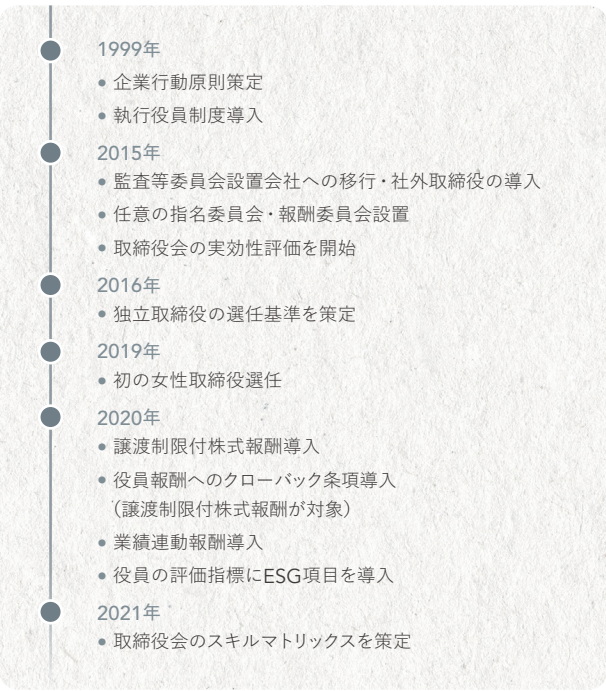 1999年
• 企業行動原則策定
• 執行役員制度導入
2015年
• 監査等委員会設置会社への移行・社外取締役の導入
• 任意の指名委員会・報酬委員会設置
• 取締役会の実効性評価を開始
2016年
• 独立取締役の選任基準を策定
2019年
• 初の女性取締役選任
2020年
• 譲渡制限付株式報酬導入
• 役員報酬へのクローバック条項導入
（譲渡制限付株式報酬が対象）
• 業績連動報酬導入
• 役員の評価指標にESG項目を導入
2021年
• 取締役会のスキルマトリックスを策定